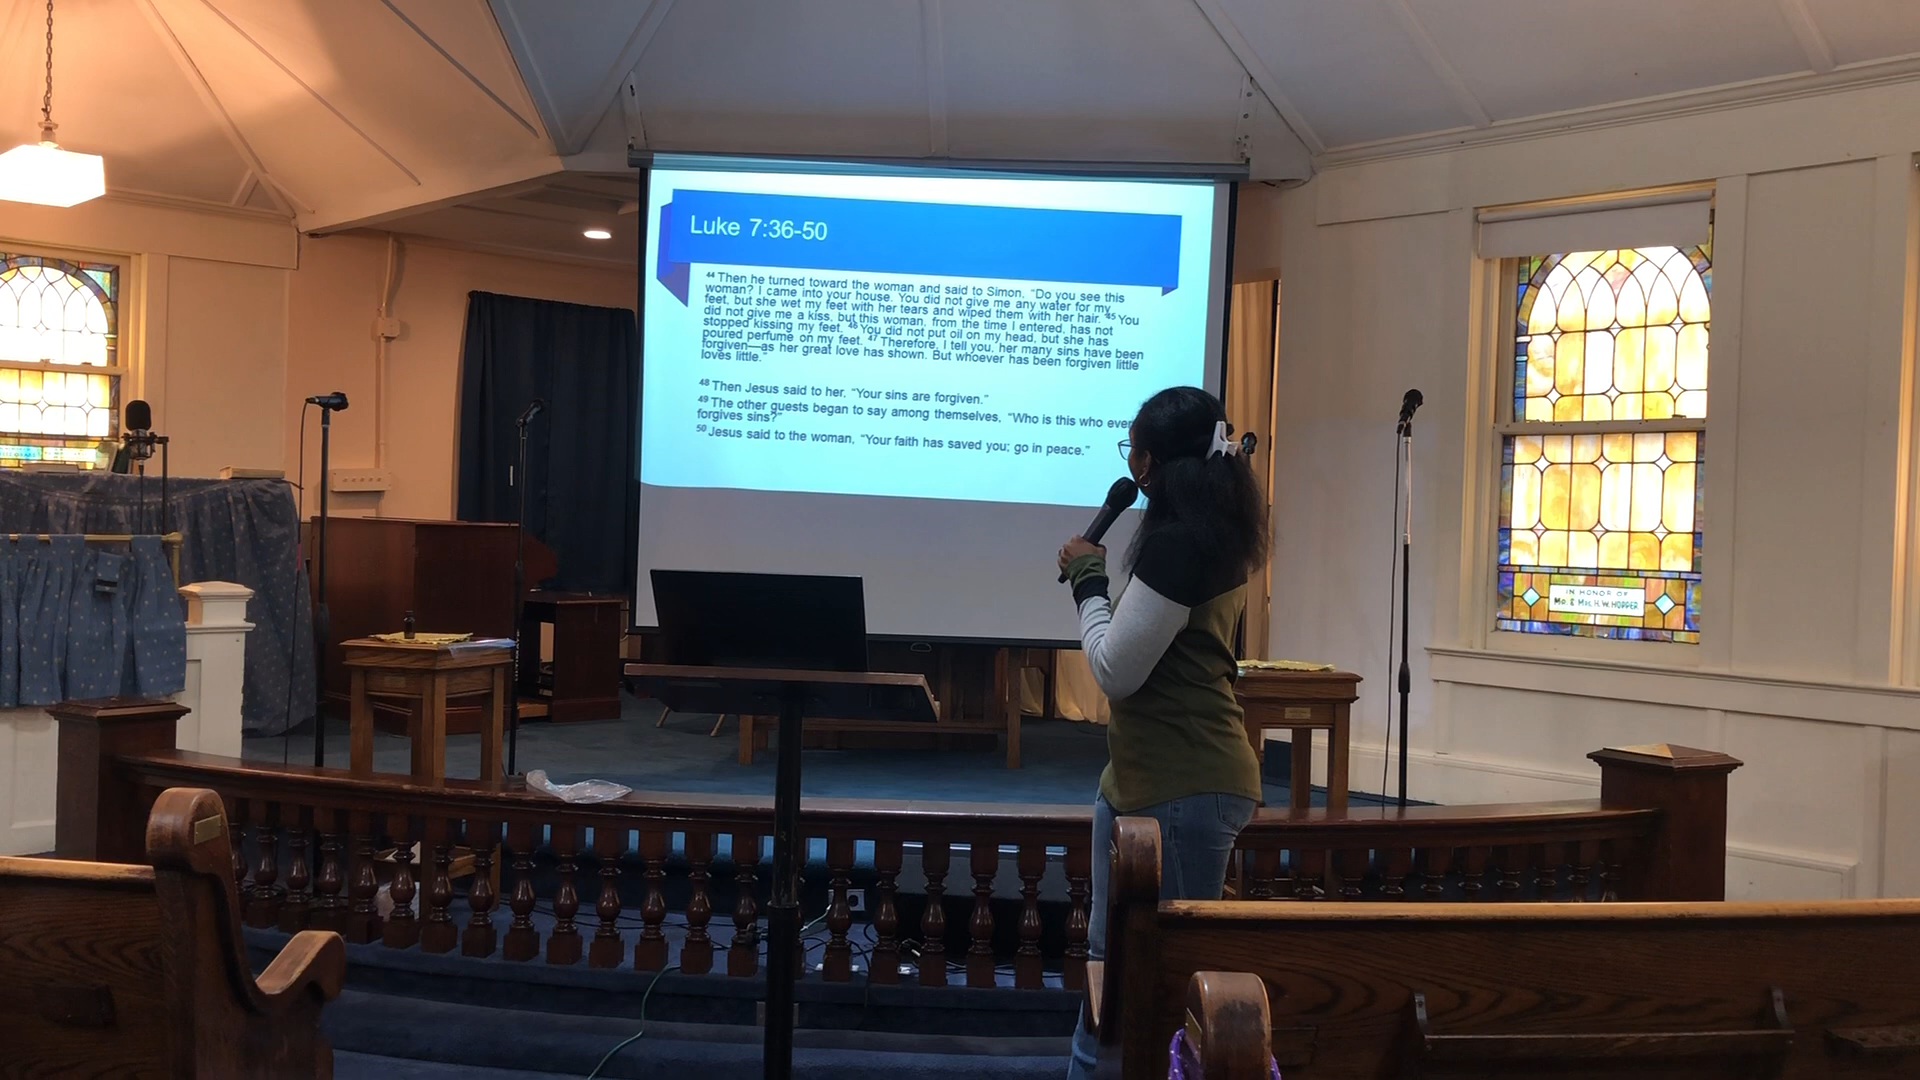 Luke 7:36-50
44 Then he turned toward the woman and said to Simon, "Do you see this
woman? I came into your house. You did not give me any water for my
feet, but she wet my feet with her tears and wiped them with her hair. 45 You
did not give me a kiss, but this woman, from the time I entered, has not
stopped kissing my feet. 46 You did not put oil on my head, but she has
poured perfume on my feet. 47 Therefore, I tell you, her many sins have been
forgiven—as her great love has shown. But whoever has been forgiven little
loves little."
48 Then Jesus said to her, "Your sins are forgiven."
49 The other guests began to say among themselves, "Who is this who even
forgives sins?"
50 Jesus said to the woman, "Your faith has saved you; go in peace."
IN HONOR OF
MR. & MRS. H. W. HOPPER